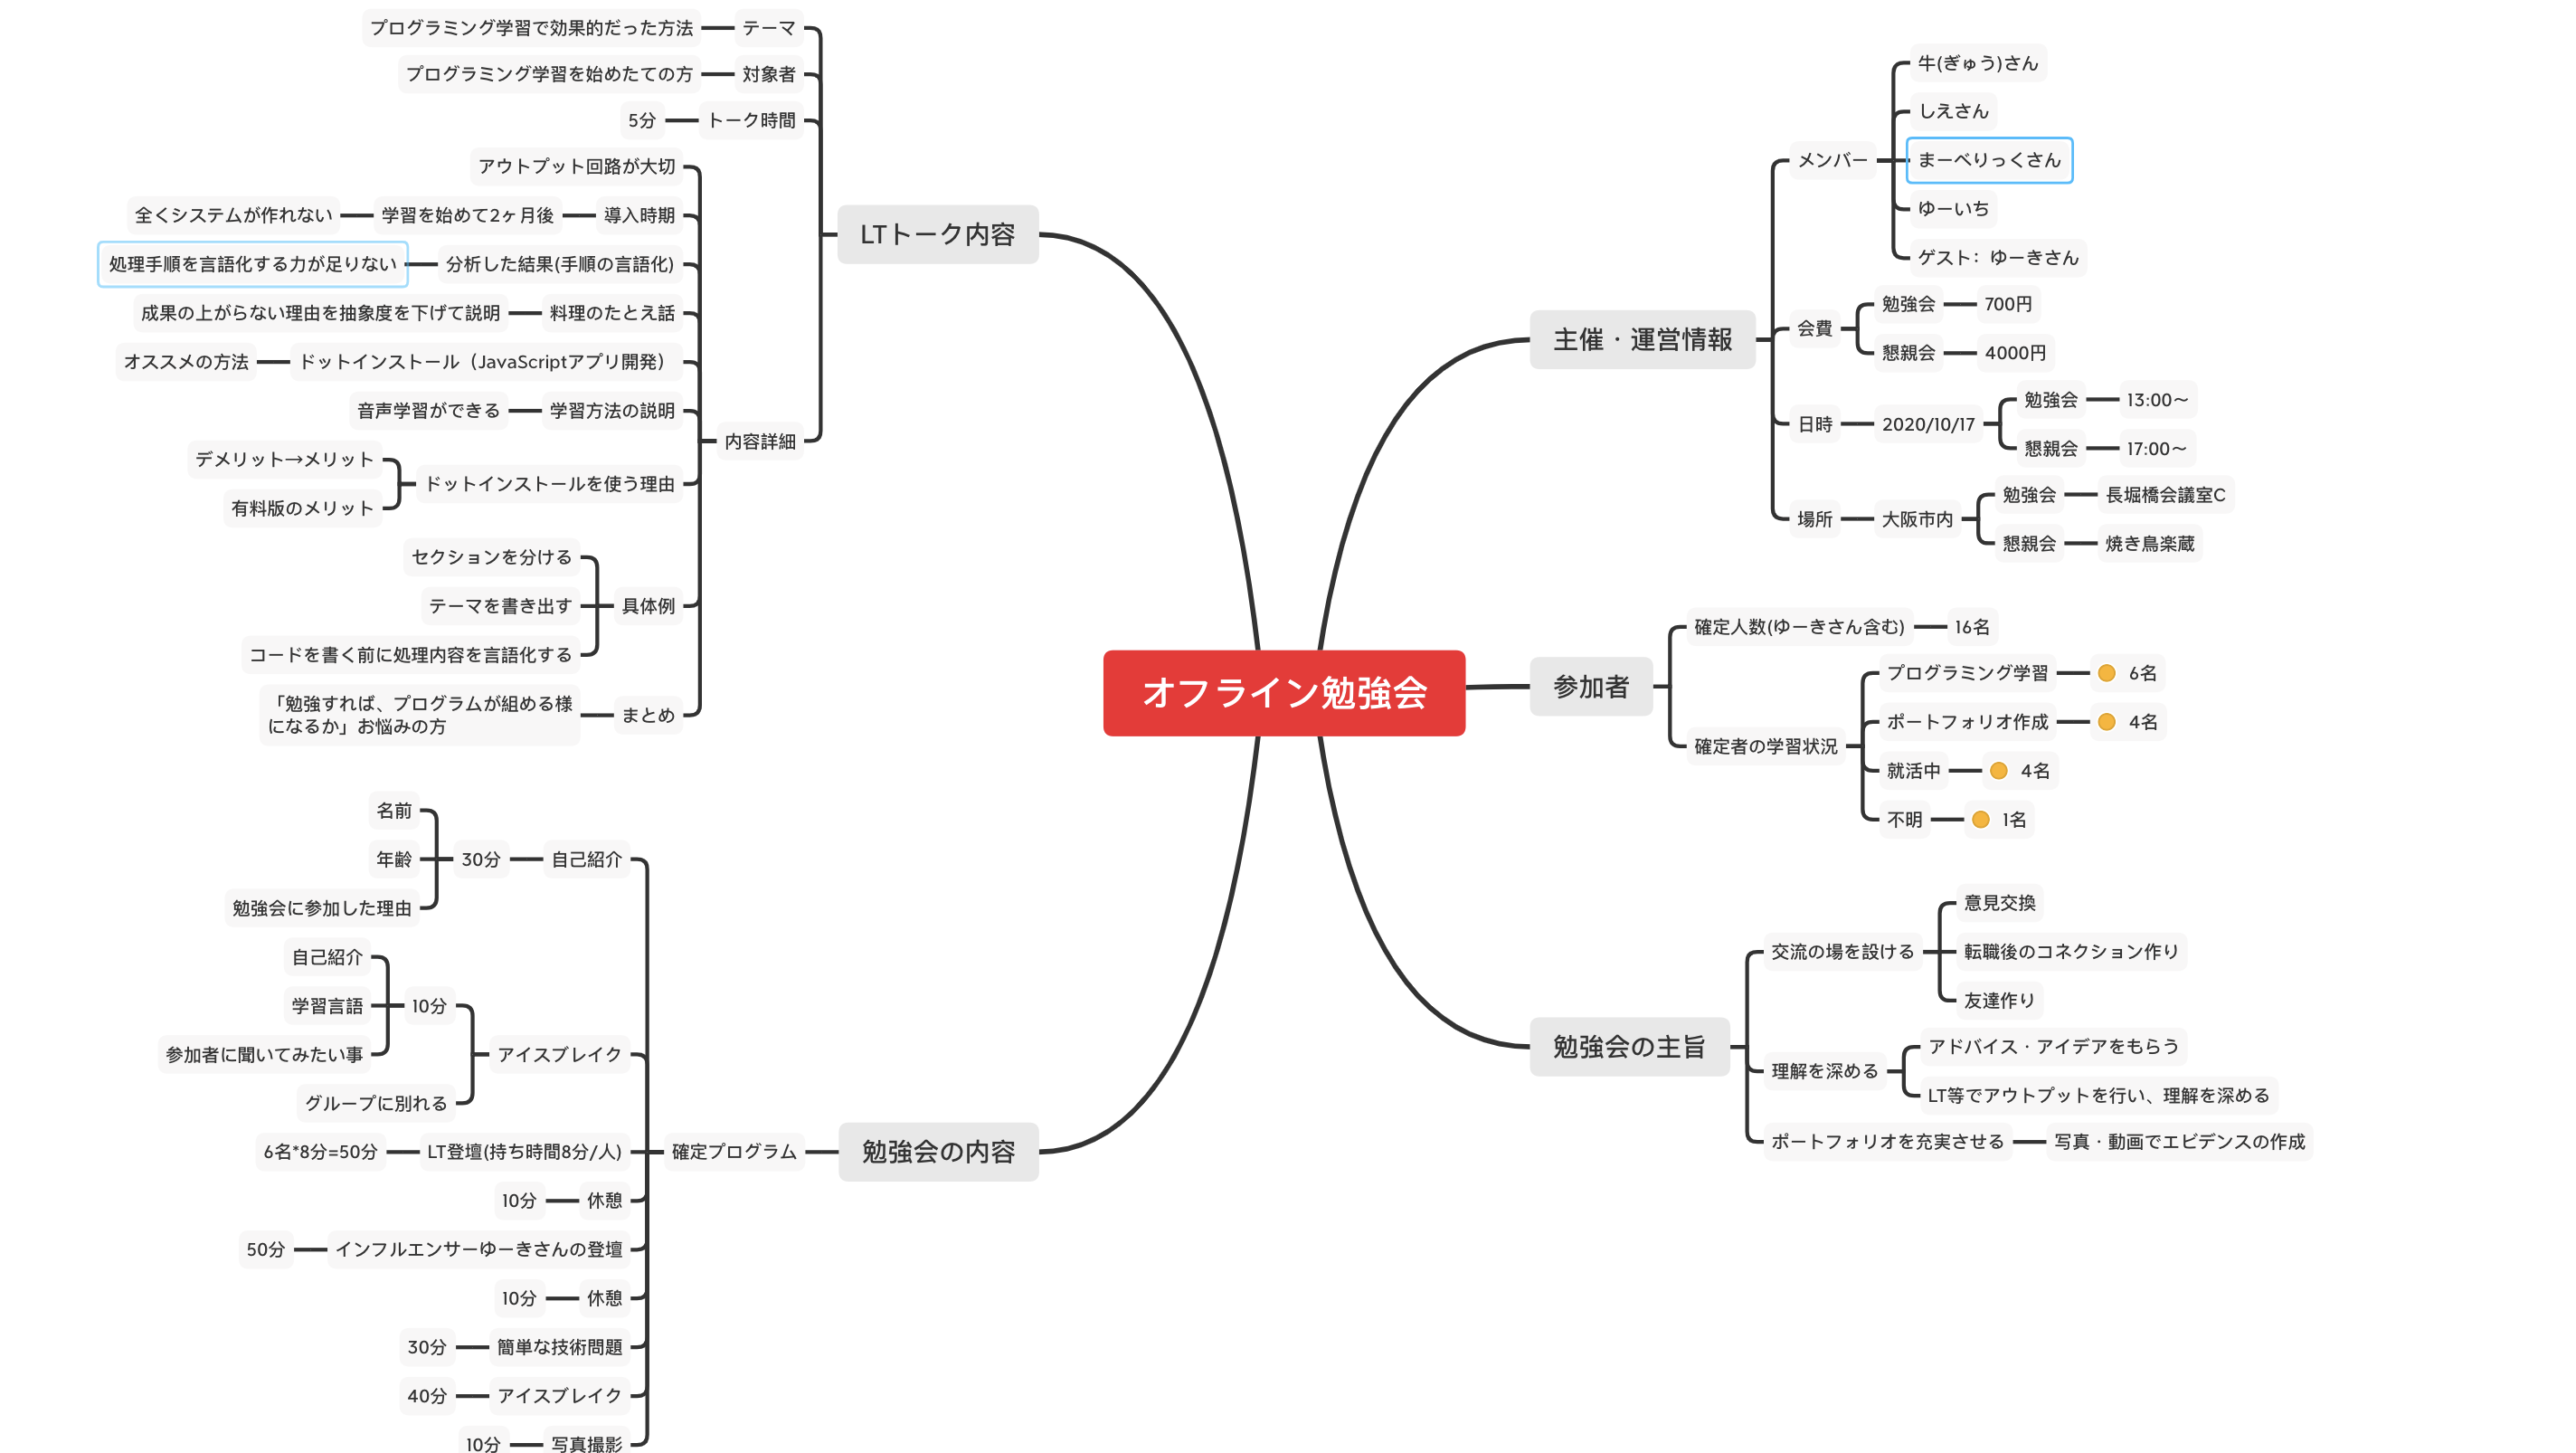 オフライン勉強会
LTトーク内容
テーマ
プログラミング学習で効果的だった方法
対象者
プログラミング学習を始めたての方
トーク時間
5分
内容詳細
アウトプット回路が大切
導入時期
学習を始めて2ヶ月後
全くシステムが作れない
分析した結果(手順の言語化)
処理手順を言語化する力が足りない
料理のたとえ話
成果の上がらない理由を抽象度を下げて説明
ドットインストール（JavaScriptアプリ開発）
オススメの方法
学習方法の説明
音声学習ができる
ドットインストールを使う理由
デメリット→メリット
有料版のメリット
具体例
セクションを分ける
テーマを書き出す
コードを書く前に処理内容を言語化する
まとめ
「勉強すれば、プログラムが組める様
になるか」お悩みの方
勉強会の内容
確定プログラム
自己紹介
30分
名前
年齢
勉強会に参加した理由
アイスブレイク
10分
自己紹介
学習言語
参加者に聞いてみたい事
グループに別れる
LT登壇(持ち時間8分/人)
6名*8分=50分
休憩
10分
インフルエンサーゆーきさんの登壇
50分
休憩
10分
簡単な技術問題
30分
アイスブレイク
40分
写真撮影
10分
主催・運営情報
メンバー
牛(ぎゅう)さん
しえさん
まーべりっくさん
ゆーいち
ゲスト：ゆーきさん
会費
勉強会
700円
懇親会
4000円
日時
2020/10/17
勉強会
13:00〜
懇親会
17:00〜
場所
大阪市内
勉強会
長堀橋会議室C
懇親会
焼き鳥楽蔵
参加者
確定人数(ゆーきさん含む)
16名
確定者の学習状況
プログラミング学習
6名
ポートフォリオ作成
4名
就活中
4名
不明
1名
勉強会の主旨
交流の場を設ける
意見交換
転職後のコネクション作り
友達作り
理解を深める
アドバイス・アイデアをもらう
LT等でアウトプットを行い、理解を深める
ポートフォリオを充実させる
写真・動画でエビデンスの作成